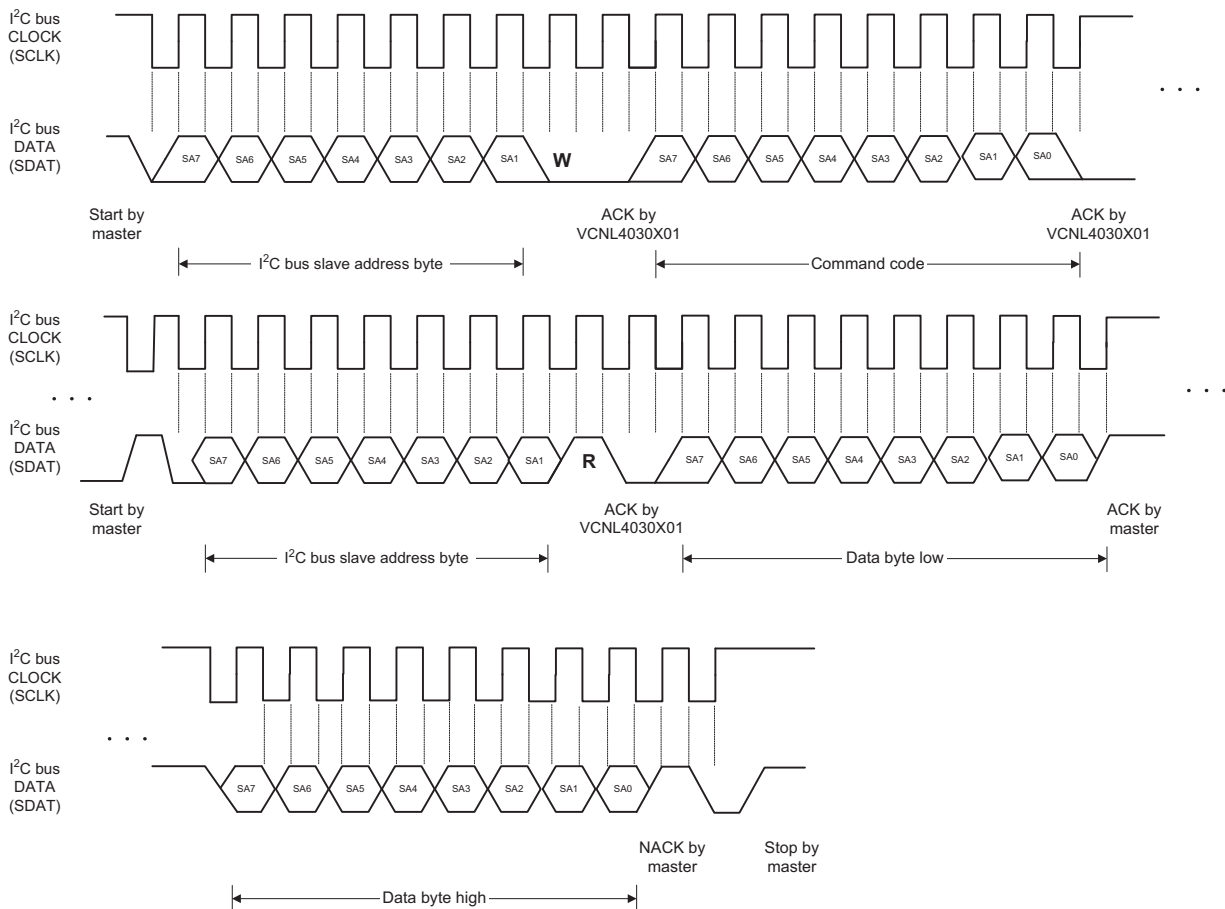 I²C bus
CLOCK
(SCLK)
. . .
I²C bus
DATA
(SDAT)
SA7 SA6 SA5 SA4 SA3 SA2 SA1 W SA7 SA6 SA5 SA4 SA3 SA2 SA1 SA0
Start by
master
ACK by
VCNL4030X01
ACK by
VCNL4030X01
I²C bus slave address byte
Command code
I²C bus
CLOCK
(SCLK)
. . .
. . .
I²C bus
DATA
(SDAT)
SA7 SA6 SA5 SA4 SA3 SA2 SA1 R SA7 SA6 SA5 SA4 SA3 SA2 SA1 SA0
Start by
master
ACK by
VCNL4030X01
ACK by
master
I²C bus slave address byte
Data byte low
I²C bus
CLOCK
(SCLK)
. . .
I²C bus
DATA
(SDAT)
SA7 SA6 SA5 SA4 SA3 SA2 SA1 SA0
NACK by
master
Stop by
master
Data byte high